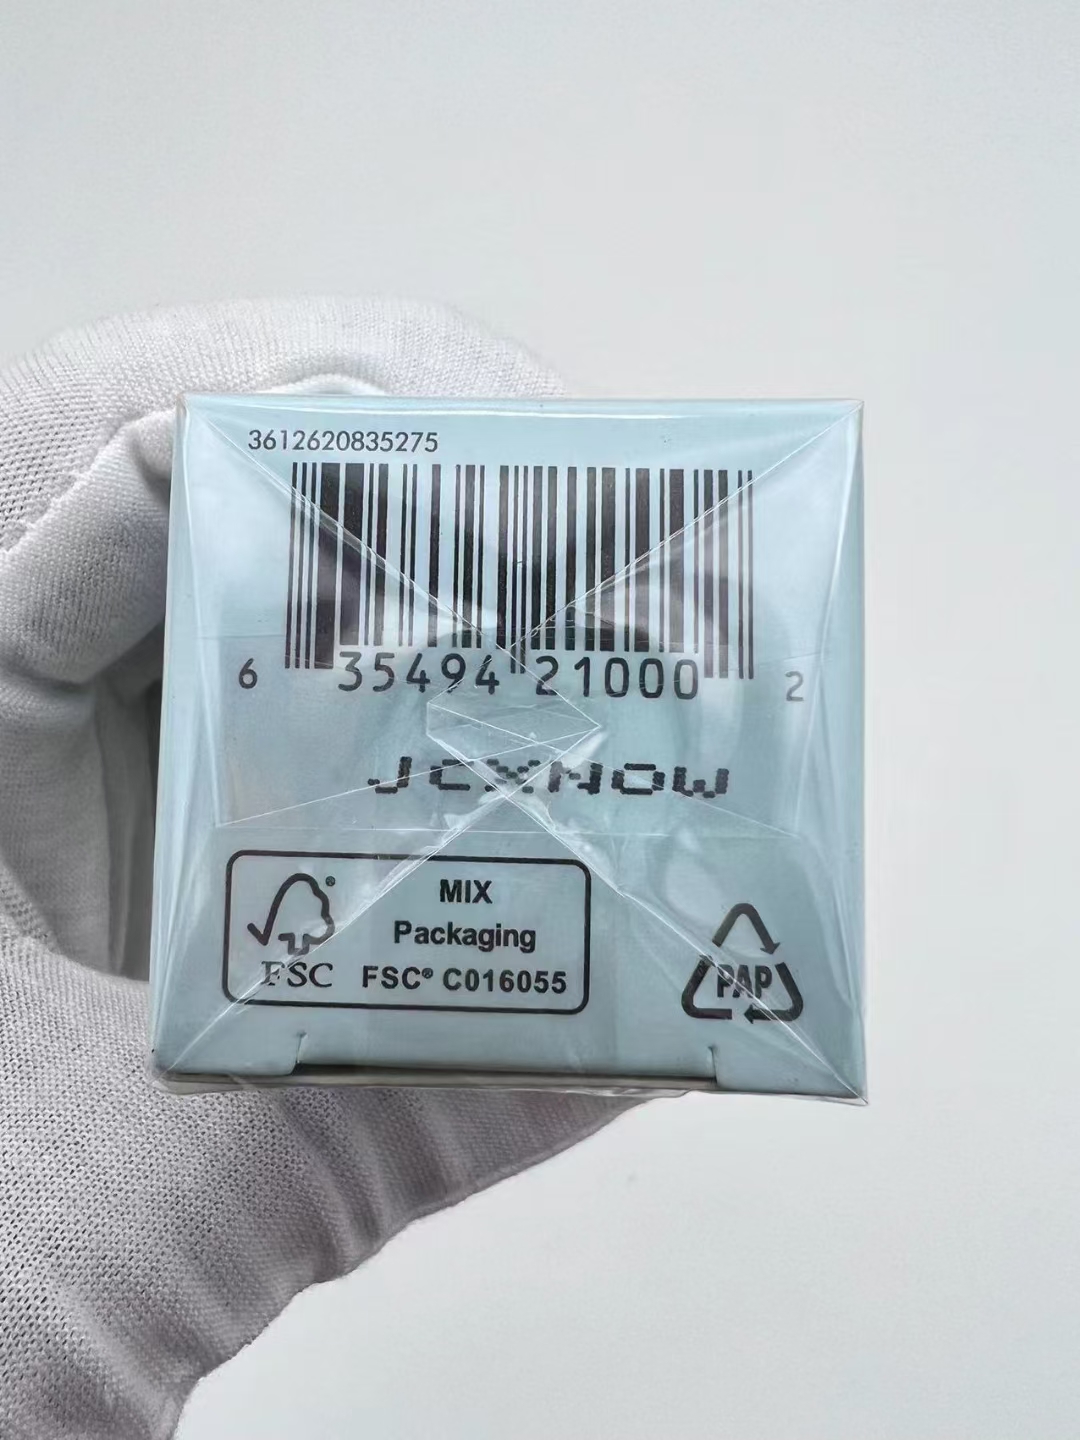 3612620835275
6 35494 21000 2
JCXNOW
MIX
Packaging
FSC FSC® C016055
PAP